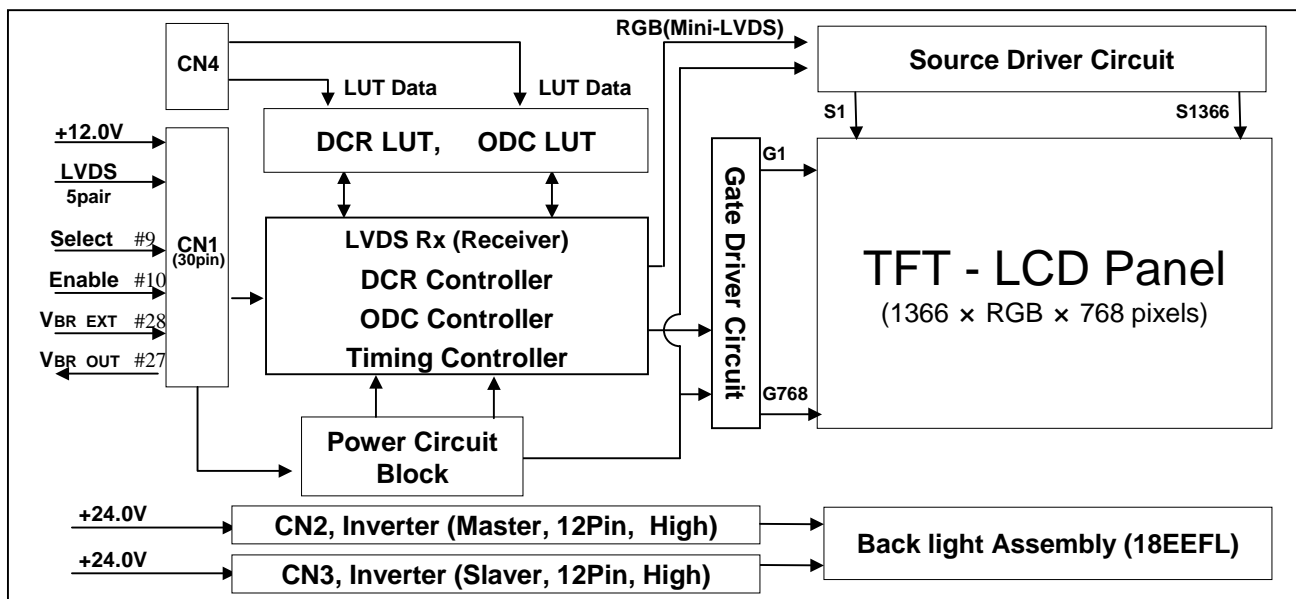 RGB(Mini-LVDS)
CN4
Source Driver Circuit
LUT Data
LUT Data
S1
S1366
+12.0V
DCR LUT, ODC LUT
LVDS
5pair
G1
Select #9
CN1
(30pin)
Enable #10
VBR EXT #28
VBR OUT #27
LVDS Rx (Receiver)
DCR Controller
ODC Controller
Timing Controller
Gate Driver Circuit
TFT - LCD Panel
(1366 × RGB × 768 pixels)
G768
Power Circuit
Block
+24.0V
CN2, Inverter (Master, 12Pin, High)
Back light Assembly (18EEFL)
+24.0V
CN3, Inverter (Slaver, 12Pin, High)